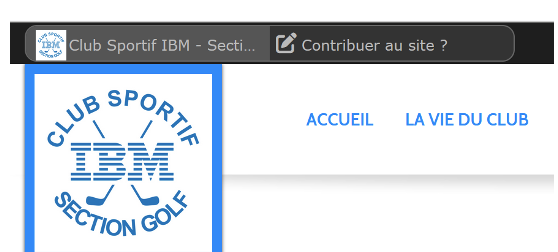 Club Sportif IBM - Secti...
Contribuer au site ?
CLUB SPORTIF
IBM
SECTION GOLF
ACCUEIL
LA VIE DU CLUB